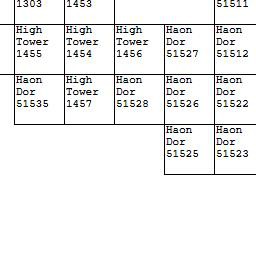 1303 1453 51511
High High High Haon Haon
Tower Tower Tower Dor Dor
1455 1454 1456 51527 51512
Haon High Haon Haon Haon
Dor Tower Dor Dor Dor
51535 1457 51528 51526 51522
Haon Haon
Dor Dor
51525 51523